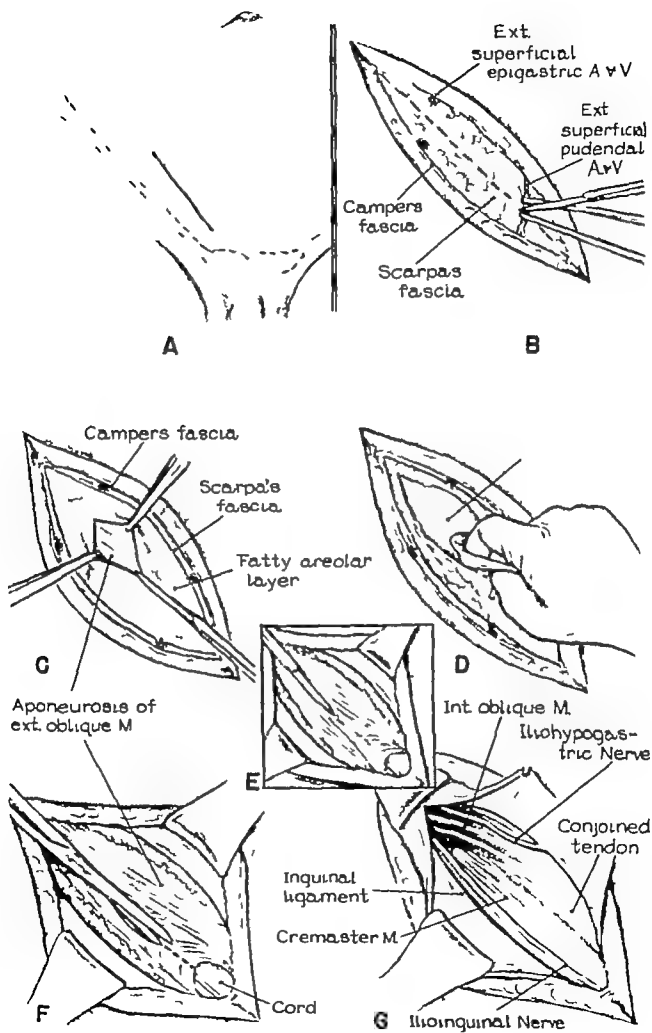 A
Ext.
superficial
epigastric A & V
Ext
superficial
pudendal
A & V
Campers
fascia
Scarpas
fascia
B
Campers fascia
Scarpa's
fascia
Fatty areolar
layer
C
D
Aponeurosis of
ext. oblique M
E
Int. oblique M.
Iliohypogas-
tric Nerve
Conjoined
tendon
Inguinal
ligament
Cremaster M.
F
Cord
G
Ilioinguinal Nerve